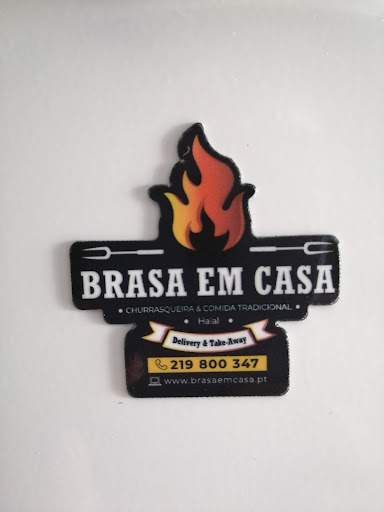 BRASA EM CASA
• CHURRASQUEIRA & COMIDA TRADICIONAL •
• Halal •
Delivery & Take-Away
219 800 347
www.brasaemcasa.pt